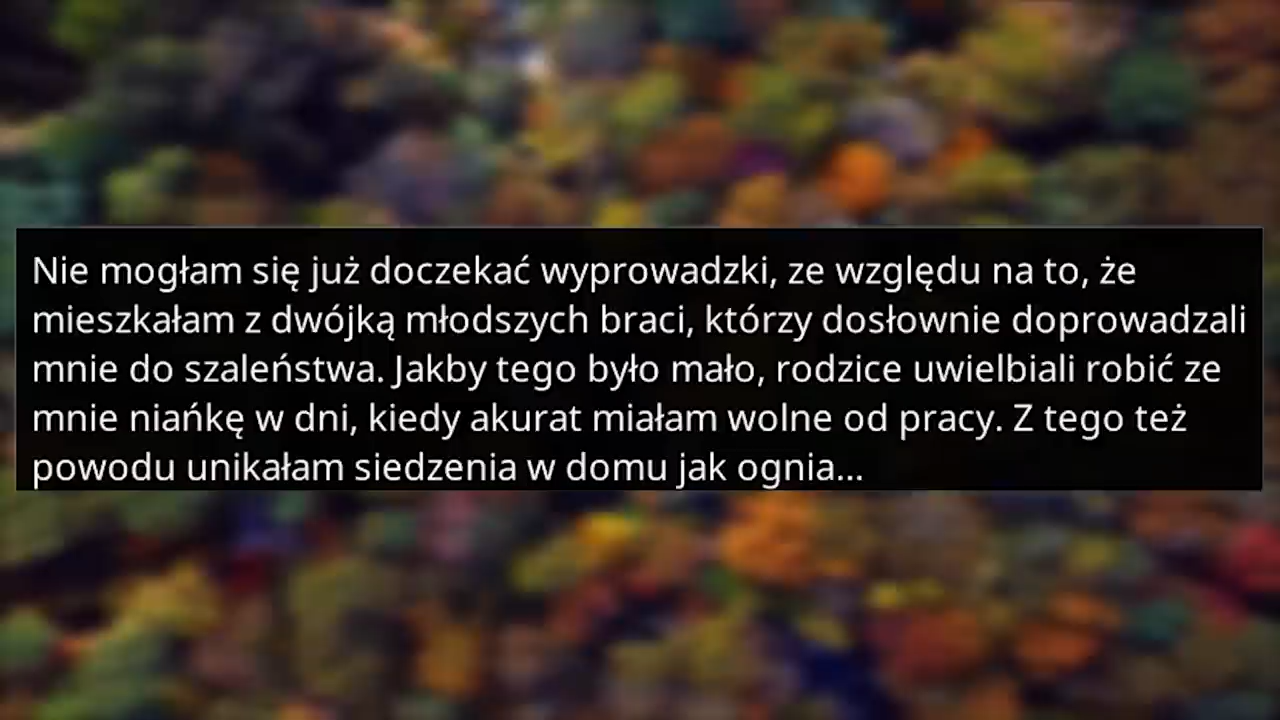 Nie mogłam się już doczekać wyprowadzki, ze względu na to, że
mieszkałam z dwójką młodszych braci, którzy dosłownie doprowadzali
mnie do szaleństwa. Jakby tego było mało, rodzice uwielbiali robić ze
mnie niańkę w dni, kiedy akurat miałam wolne od pracy. Z tego też
powodu unikałam siedzenia w domu jak ognia...